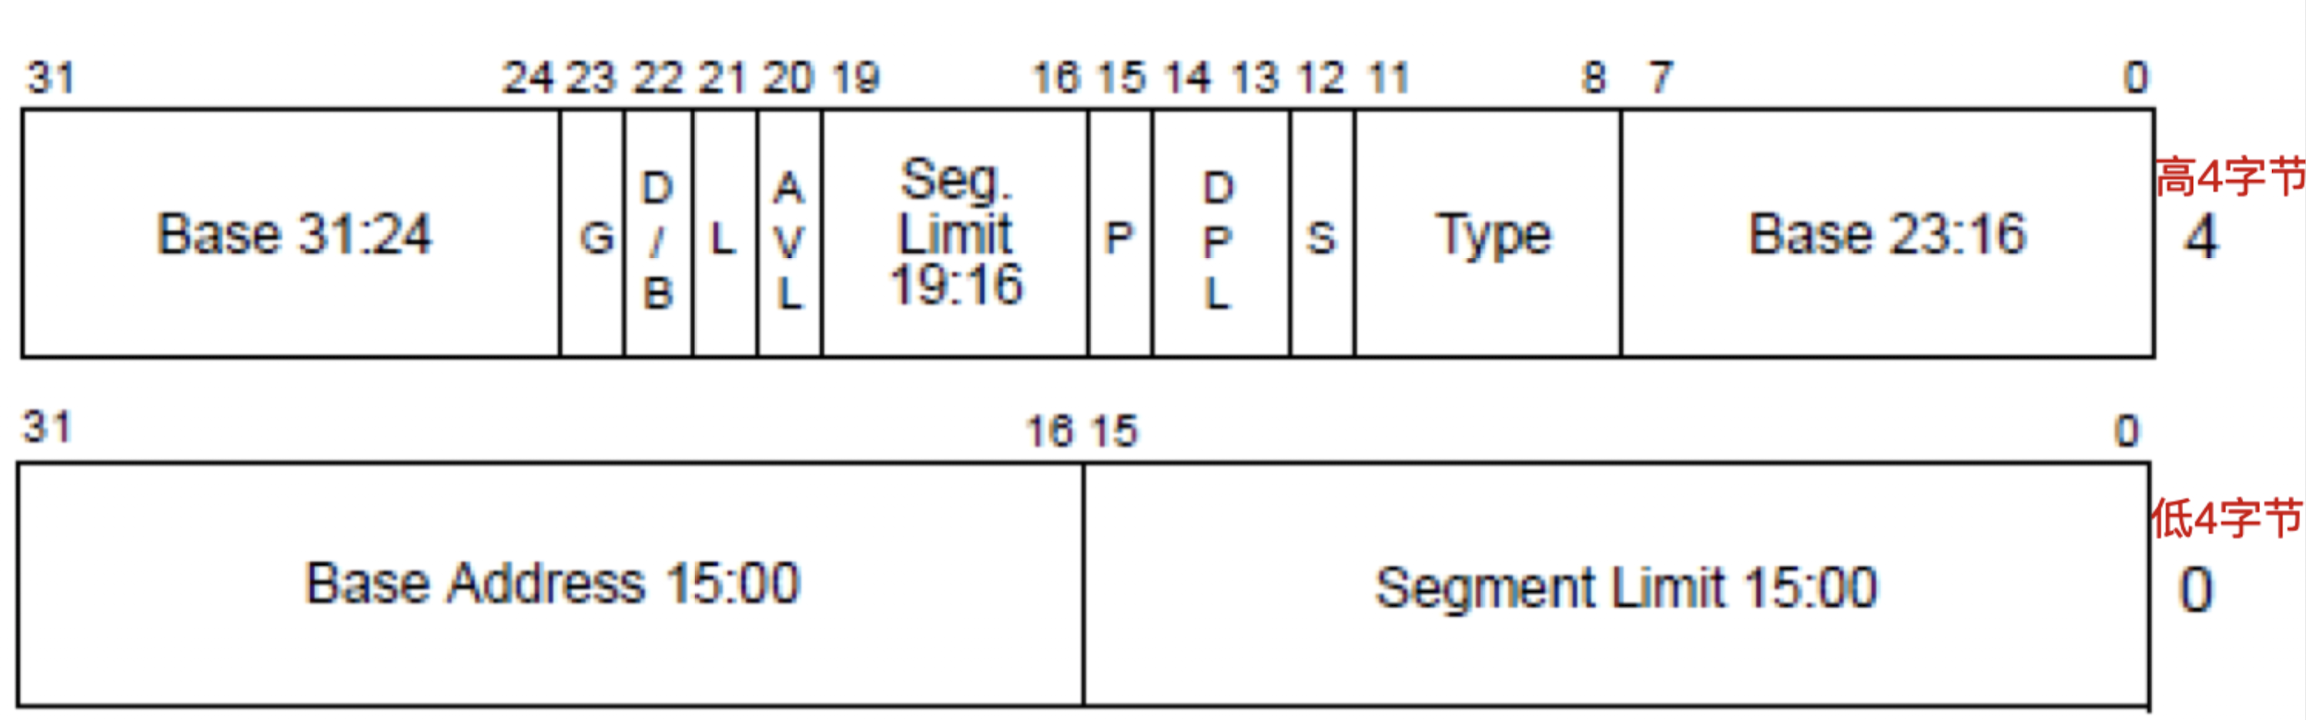 31 24 23 22 21 20 19 16 15 14 13 12 11 8 7 0
Base 31:24
G
D
/
B
L
A
V
L
Seg.
Limit
19:16
P
D
P
L
S
Type
Base 23:16
高4字节
4
31 16 15 0
Base Address 15:00
Segment Limit 15:00
低4字节
0